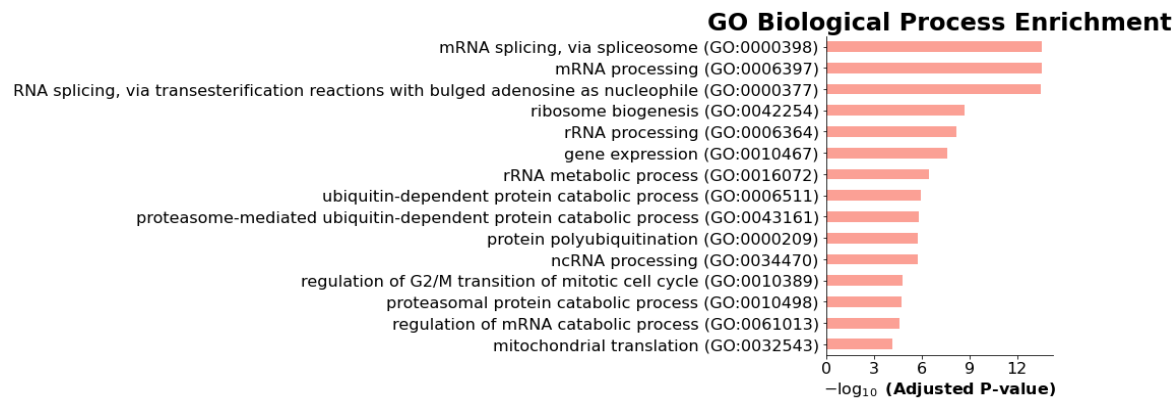 GO Biological Process Enrichment
mRNA splicing, via spliceosome (GO:0000398)
mRNA processing (GO:0006397)
RNA splicing, via transesterification reactions with bulged adenosine as nucleophile (GO:0000377)
ribosome biogenesis (GO:0042254)
rRNA processing (GO:0006364)
gene expression (GO:0010467)
rRNA metabolic process (GO:0016072)
ubiquitin-dependent protein catabolic process (GO:0006511)
proteasome-mediated ubiquitin-dependent protein catabolic process (GO:0043161)
protein polyubiquitination (GO:0000209)
ncRNA processing (GO:0034470)
regulation of G2/M transition of mitotic cell cycle (GO:0010389)
proteasomal protein catabolic process (GO:0010498)
regulation of mRNA catabolic process (GO:0061013)
mitochondrial translation (GO:0032543)
0 3 6 9 12
−log₁₀ (Adjusted P-value)